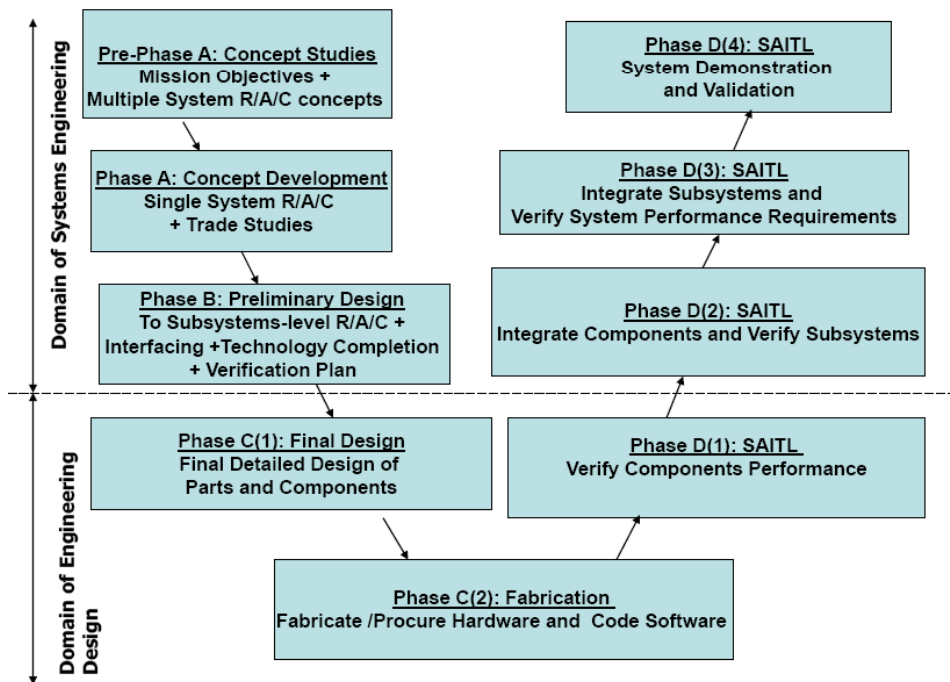 Domain of Systems Engineering
Pre-Phase A: Concept Studies
Mission Objectives +
Multiple System R/A/C concepts
Phase A: Concept Development
Single System R/A/C
+ Trade Studies
Phase B: Preliminary Design
To Subsystems-level R/A/C +
Interfacing +Technology Completion
+ Verification Plan
Domain of Engineering
Design
Phase C(1): Final Design
Final Detailed Design of
Parts and Components
Phase C(2): Fabrication
Fabricate /Procure Hardware and Code Software
Phase D(1): SAITL
Verify Components Performance
Phase D(2): SAITL
Integrate Components and Verify Subsystems
Phase D(3): SAITL
Integrate Subsystems and
Verify System Performance Requirements
Phase D(4): SAITL
System Demonstration
and Validation